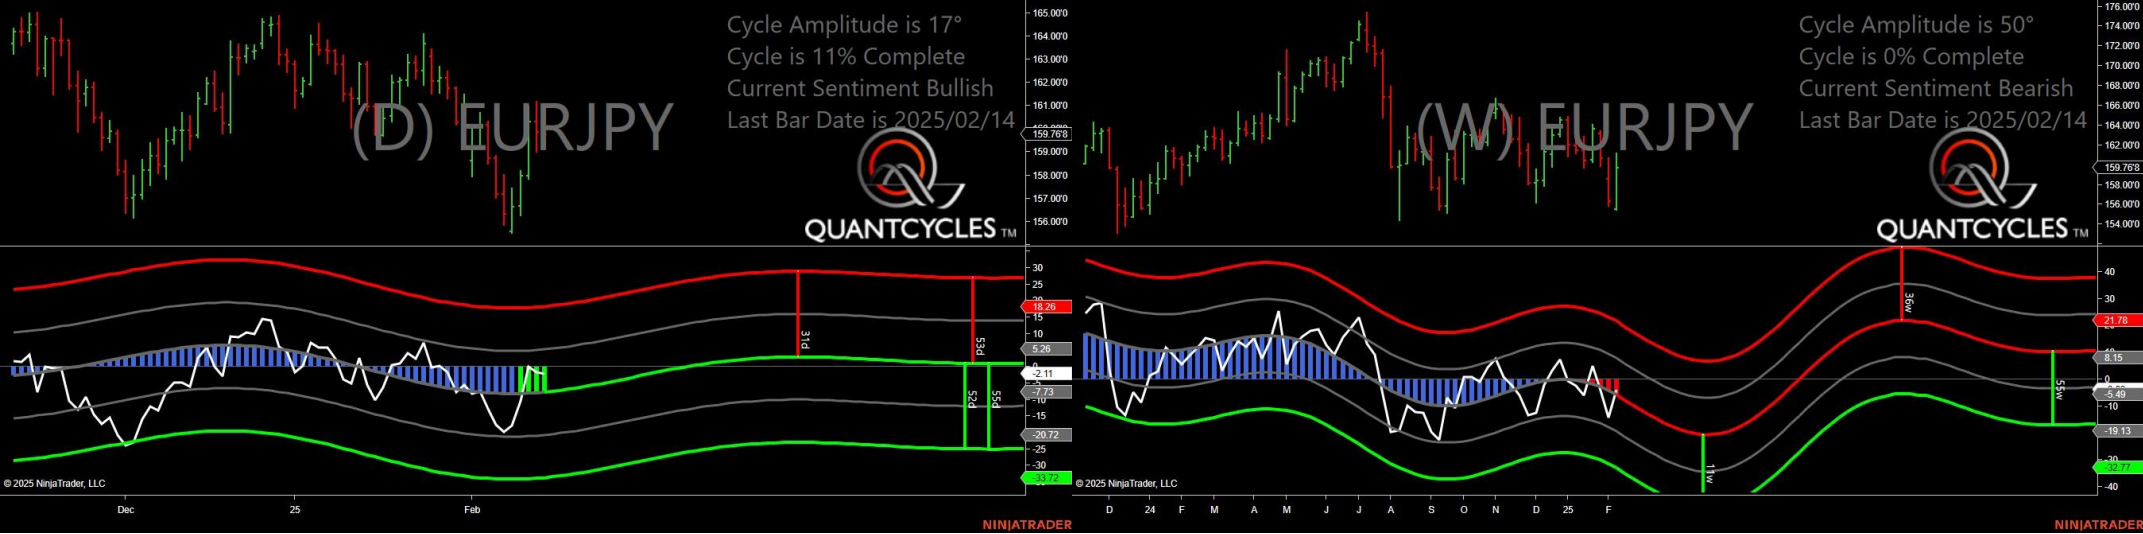 Cycle Amplitude is 17°
Cycle is 11% Complete
Current Sentiment Bullish
Last Bar Date is 2025/02/14
(D) EURJPY
QUANTCYCLES TM
165.00'0
164.00'0
163.00'0
162.00'0
161.00'0
159.76'8
159.00'0
158.00'0
157.00'0
156.00'0
30
25
18.26
15
10
5.26
0
-2.11
-7.73
-10
-15
-20.72
-25
-30
-33.72
31d
53d
52d
55d
© 2025 NinjaTrader, LLC
Dec 25 Feb
NINJATRADER
Cycle Amplitude is 50°
Cycle is 0% Complete
Current Sentiment Bearish
Last Bar Date is 2025/02/14
(W) EURJPY
QUANTCYCLES TM
176.00'0
174.00'0
172.00'0
170.00'0
168.00'0
166.00'0
164.00'0
162.00'0
159.76'8
158.00'0
156.00'0
154.00'0
40
30
21.78
10
8.15
0
-5.49
-10
-19.13
-32.77
-40
36w
55w
11w
© 2025 NinjaTrader, LLC
D 24 F M A M J J A S O N D 25 F
NINJATRADER